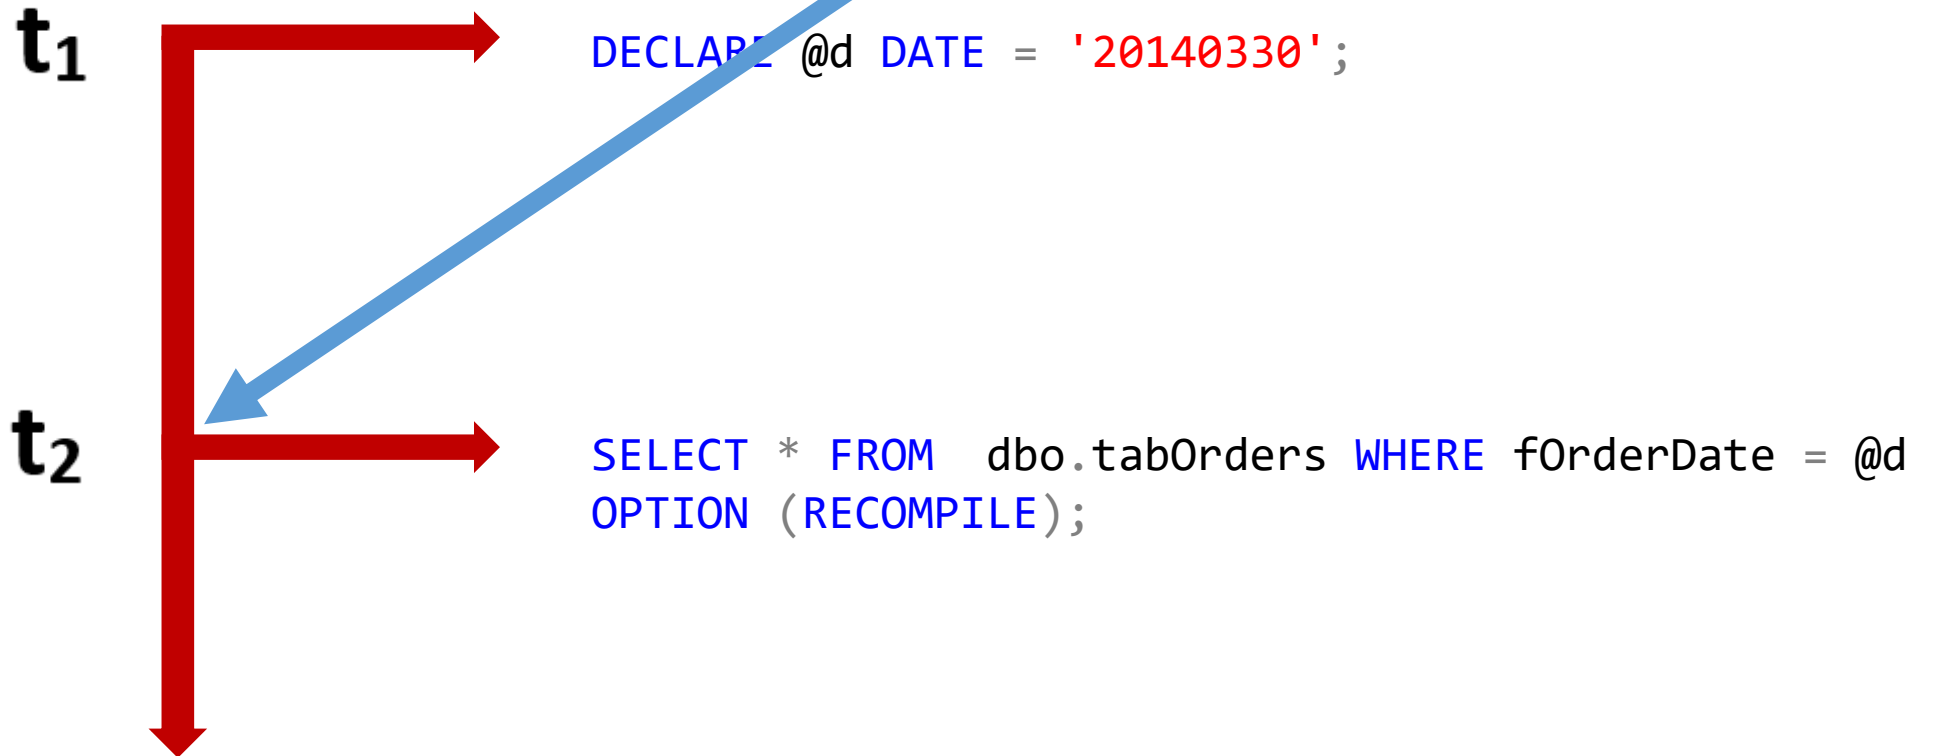 t1
DECLARE @d DATE = '20140330';
t2
SELECT * FROM  dbo.tabOrders WHERE fOrderDate = @d
OPTION (RECOMPILE);